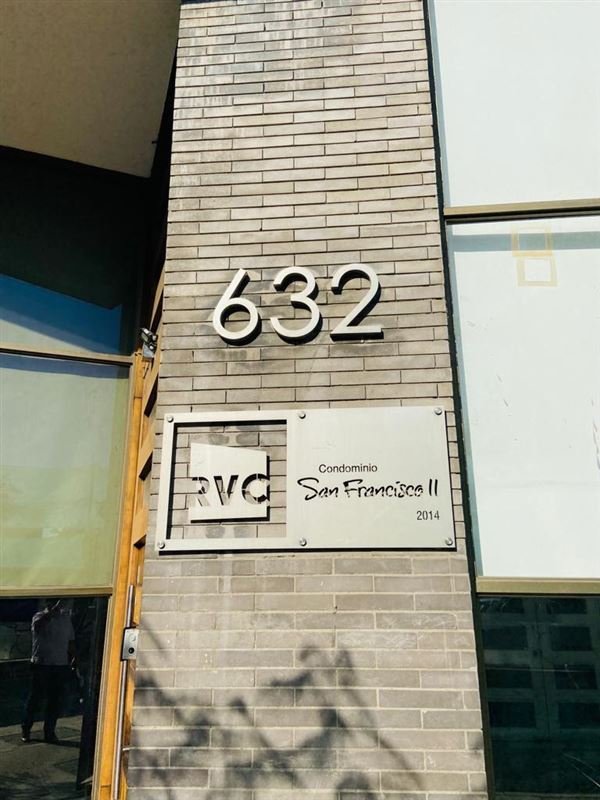 632
RVC
Condominio
San Francisco II
2014